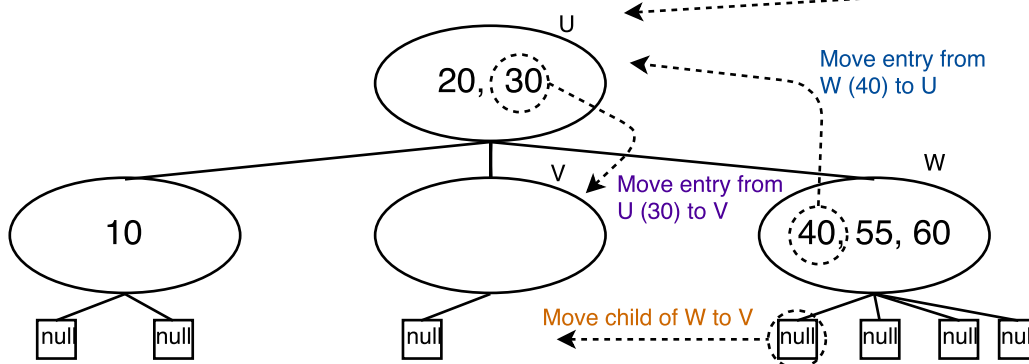 U
20, 30
Move entry from
W (40) to U
V
W
Move entry from
U (30) to V
10
40, 55, 60
Move child of W to V
null
null
null
null
null
null